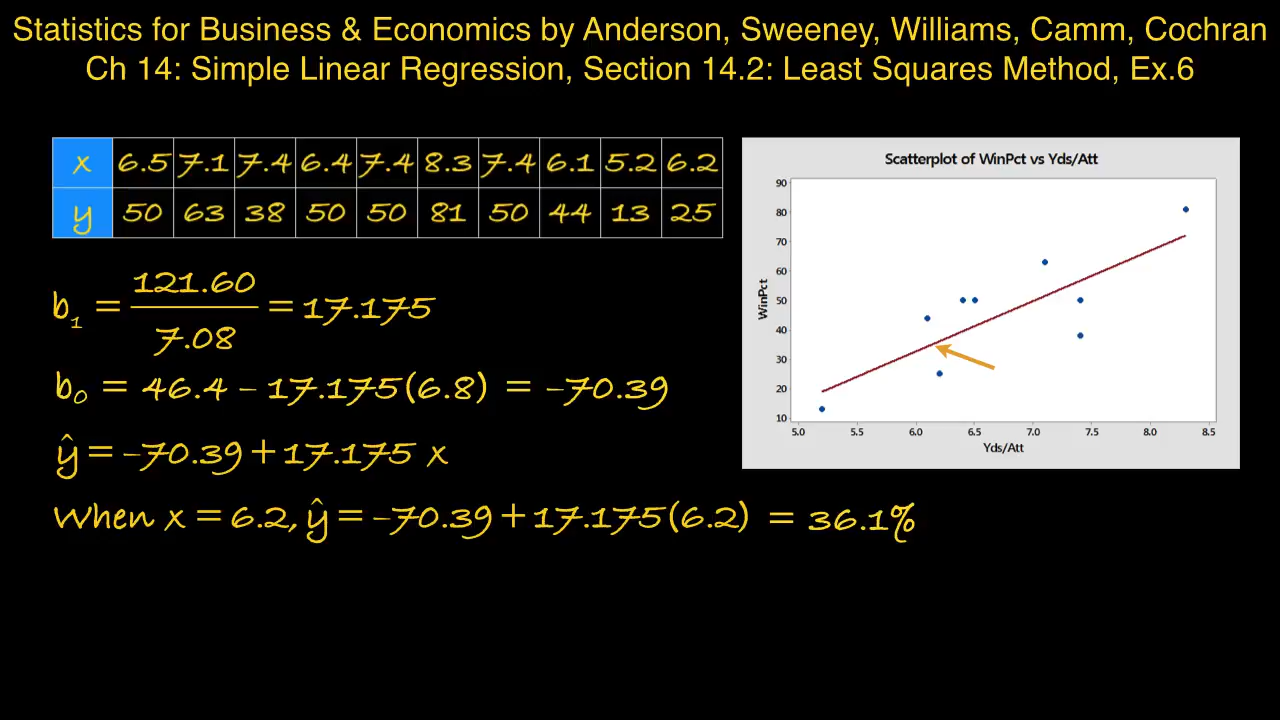 Statistics for Business & Economics by Anderson, Sweeney, Williams, Camm, Cochran
Ch 14: Simple Linear Regression, Section 14.2: Least Squares Method, Ex.6
x 6.5 7.1 7.4 6.4 7.4 8.3 7.4 6.1 5.2 6.2
y 50 63 38 50 50 81 50 44 13 25
b₁ = 121.60 / 7.08 = 17.175
b₀ = 46.4 – 17.175(6.8) = –70.39
ŷ = –70.39 + 17.175 x
When x = 6.2, ŷ = –70.39 + 17.175(6.2) = 36.1%
Scatterplot of WinPct vs Yds/Att
WinPct
90
80
70
60
50
40
30
20
10
5.0 5.5 6.0 6.5 7.0 7.5 8.0 8.5
Yds/Att